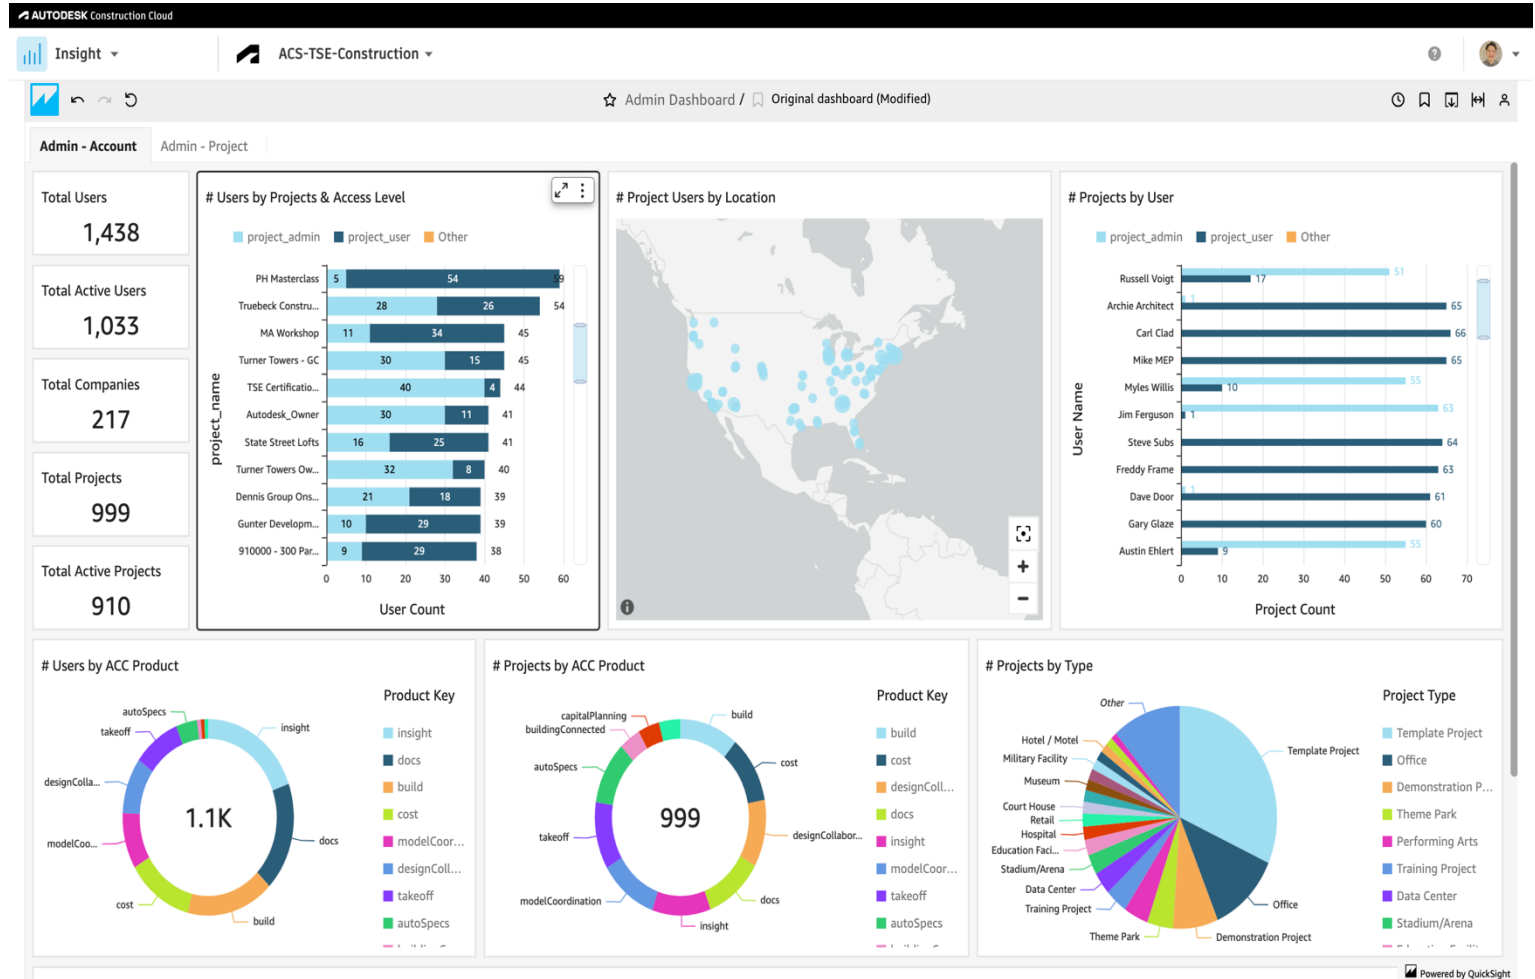 AUTODESK Construction Cloud
Insight
ACS-TSE-Construction
Admin Dashboard / Original dashboard (Modified)
Admin - Account
Admin - Project
Total Users
1,438
Total Active Users
1,033
Total Companies
217
Total Projects
999
Total Active Projects
910
# Users by Projects & Access Level
project_admin project_user Other
project_name
PH Masterclass 5 54 59
Truebeck Constru... 28 26 54
MA Workshop 11 34 45
Turner Towers - GC 30 15 45
TSE Certificatio... 40 4 44
Autodesk_Owner 30 11 41
State Street Lofts 16 25 41
Turner Towers Ow... 32 8 40
Dennis Group Ons... 21 18 39
Gunter Developm... 10 29 39
910000 - 300 Par... 9 29 38
0 10 20 30 40 50 60
User Count
# Project Users by Location
# Projects by User
project_admin project_user Other
User Name
Russell Voigt 51 17
Archie Architect 1 65
Carl Clad 66
Mike MEP 65
Myles Willis 55 10
Jim Ferguson 63 1
Steve Subs 64
Freddy Frame 63
Dave Door 1 61
Gary Glaze 60
Austin Ehlert 55 9
0 10 20 30 40 50 60 70
Project Count
# Users by ACC Product
autoSpecs
takeoff
designColla...
modelCoo...
cost
build
docs
insight
1.1K
Product Key
insight
docs
build
cost
modelCoor...
designColl...
takeoff
autoSpecs
# Projects by ACC Product
capitalPlanning
buildingConnected
autoSpecs
takeoff
modelCoordination
insight
docs
designCollabor...
cost
build
999
Product Key
build
cost
designColl...
docs
insight
modelCoor...
takeoff
autoSpecs
# Projects by Type
Other
Hotel / Motel
Military Facility
Museum
Court House
Retail
Hospital
Education Faci...
Stadium/Arena
Data Center
Training Project
Theme Park
Demonstration Project
Office
Template Project
Project Type
Template Project
Office
Demonstration P...
Theme Park
Performing Arts
Training Project
Data Center
Stadium/Arena
Powered by QuickSight